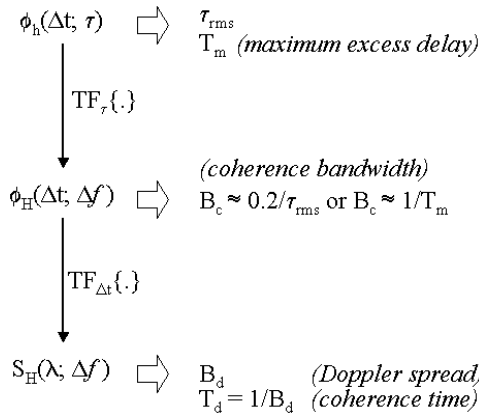 ϕh(Δt; τ) τrms
Tm (maximum excess delay)
TFτ{.}
(coherence bandwidth)
ϕH(Δt; Δf) Bc ≈ 0.2/τrms or Bc ≈ 1/Tm
TFΔt{.}
SH(λ; Δf) Bd (Doppler spread)
Td = 1/Bd (coherence time)